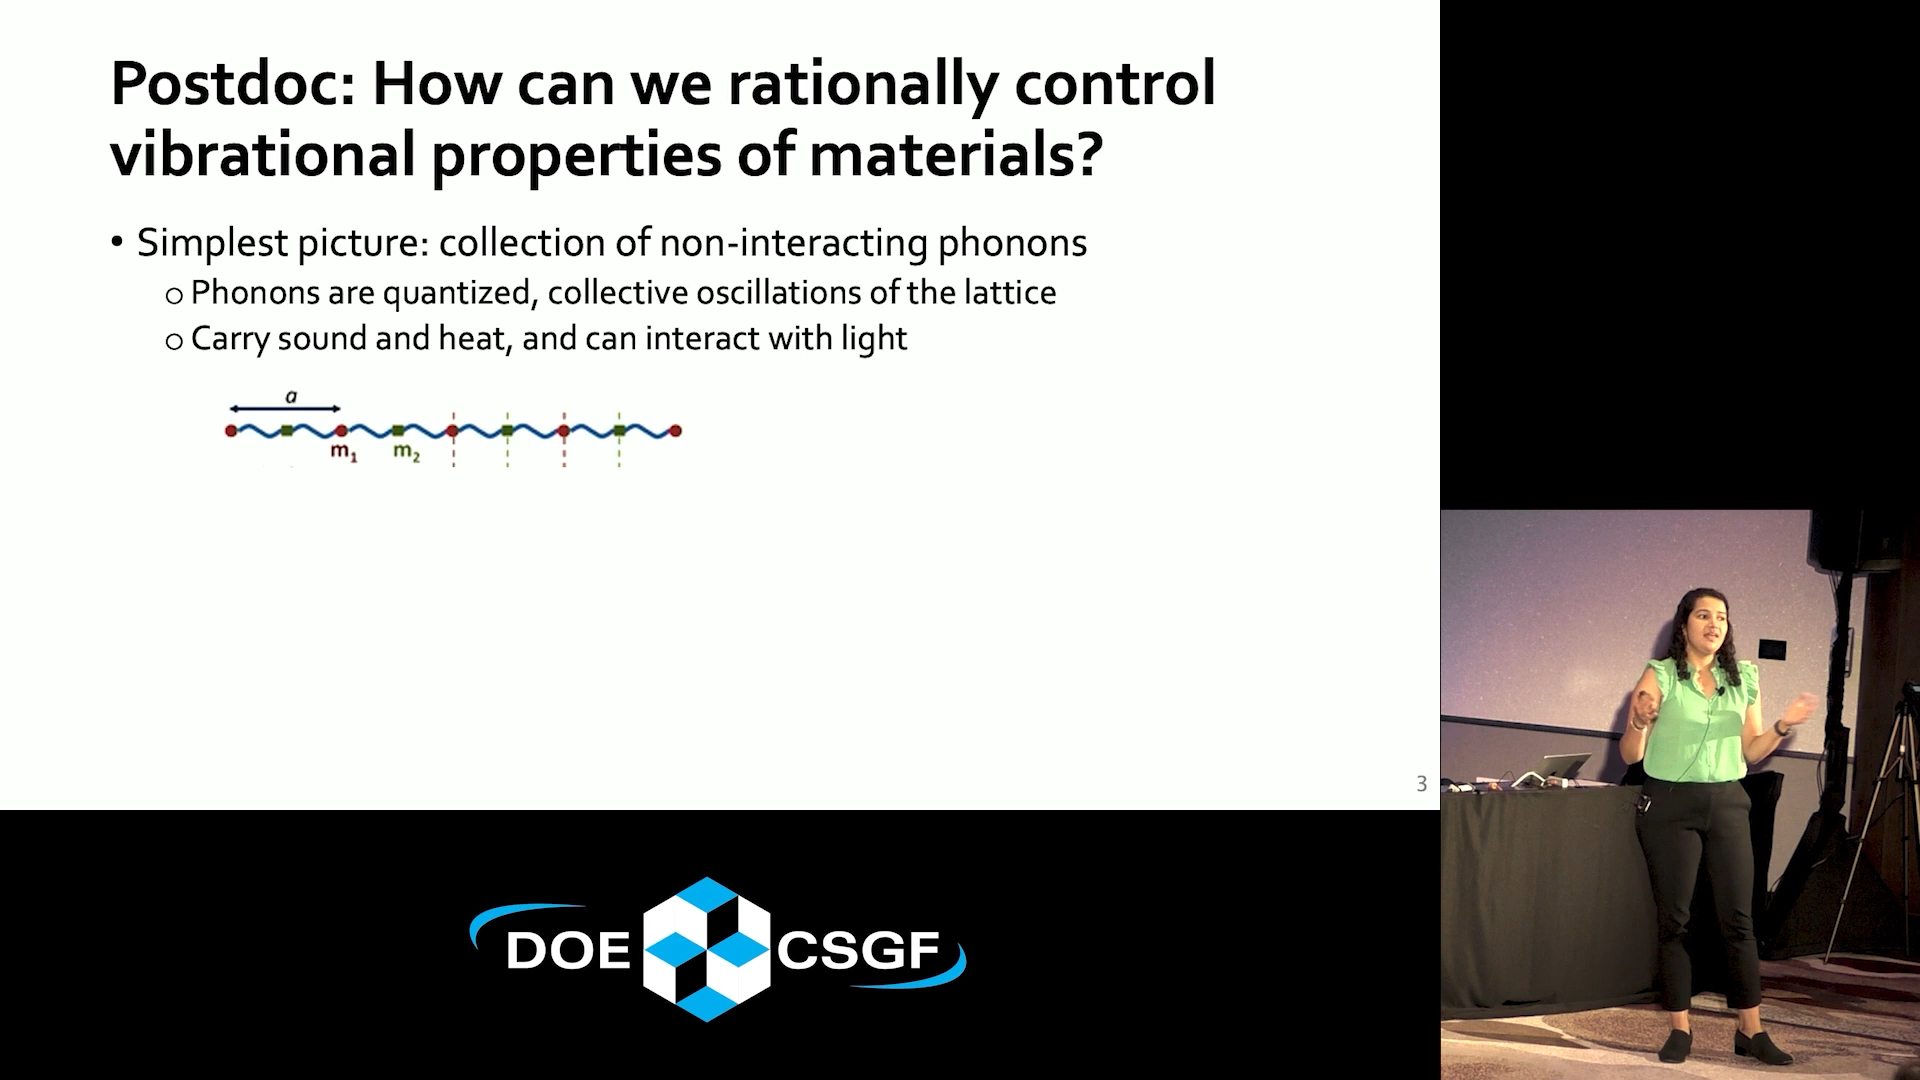 Postdoc: How can we rationally control
vibrational properties of materials?
• Simplest picture: collection of non-interacting phonons
o Phonons are quantized, collective oscillations of the lattice
o Carry sound and heat, and can interact with light
a
m₁ m₂
3
DOE CSGF